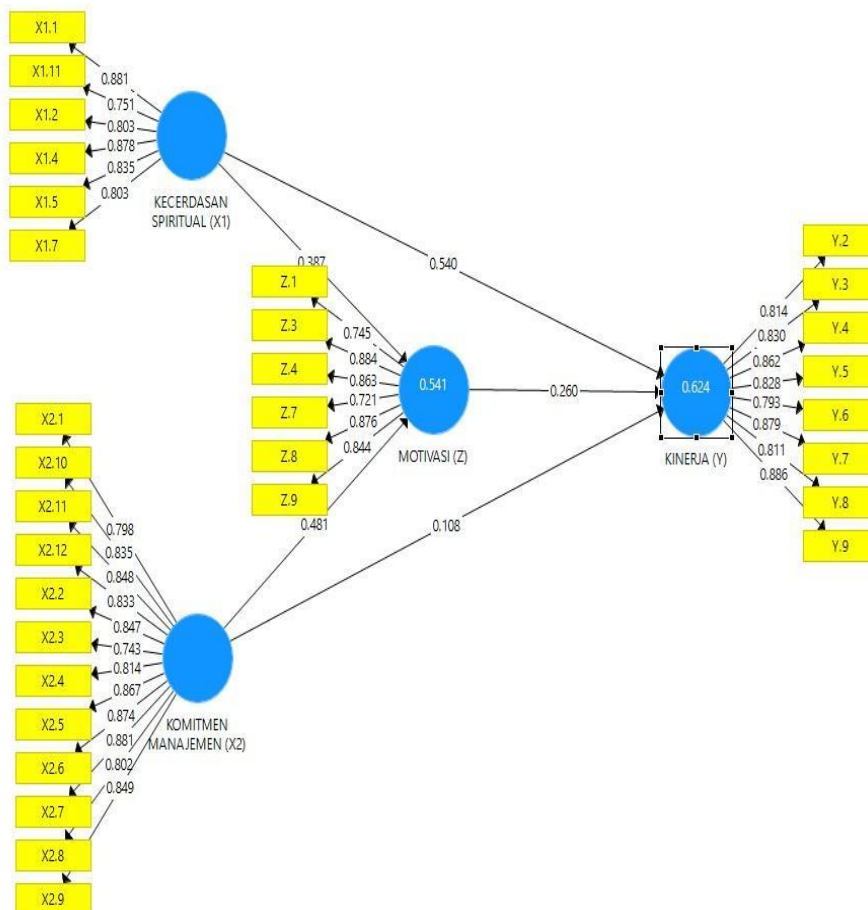 X1.1
X1.11
X1.2
X1.4
X1.5
X1.7
0.881
0.751
0.803
0.878
0.835
0.803
KECERDASAN
SPIRITUAL (X1)
0.387
0.540
Z.1
Z.3
Z.4
Z.7
Z.8
Z.9
0.745
0.884
0.863
0.721
0.876
0.844
0.541
MOTIVASI (Z)
0.260
0.624
KINERJA (Y)
0.814
0.830
0.862
0.828
0.793
0.879
0.811
0.886
Y.2
Y.3
Y.4
Y.5
Y.6
Y.7
Y.8
Y.9
0.481
0.108
X2.1
X2.10
X2.11
X2.12
X2.2
X2.3
X2.4
X2.5
X2.6
X2.7
X2.8
X2.9
0.798
0.835
0.848
0.833
0.847
0.743
0.814
0.867
0.874
0.881
0.802
0.849
KOMITMEN
MANAJEMEN (X2)